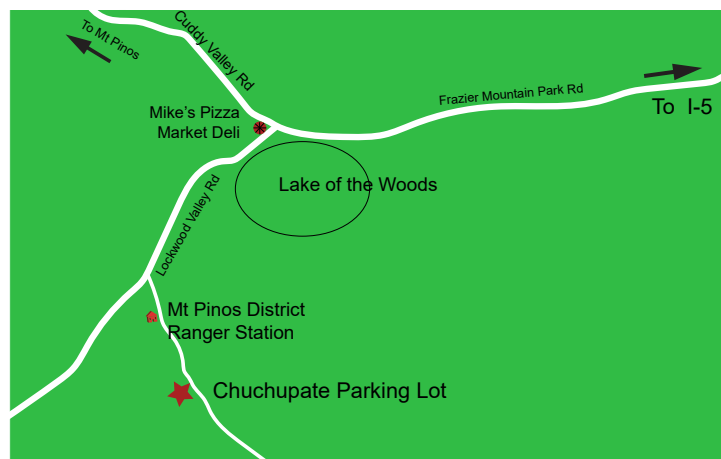 To Mt Pinos
Cuddy Valley Rd
Frazier Mountain Park Rd
To I-5
Mike's Pizza
Market Deli
Lake of the Woods
Lockwood Valley Rd
Mt Pinos District
Ranger Station
Chuchupate Parking Lot